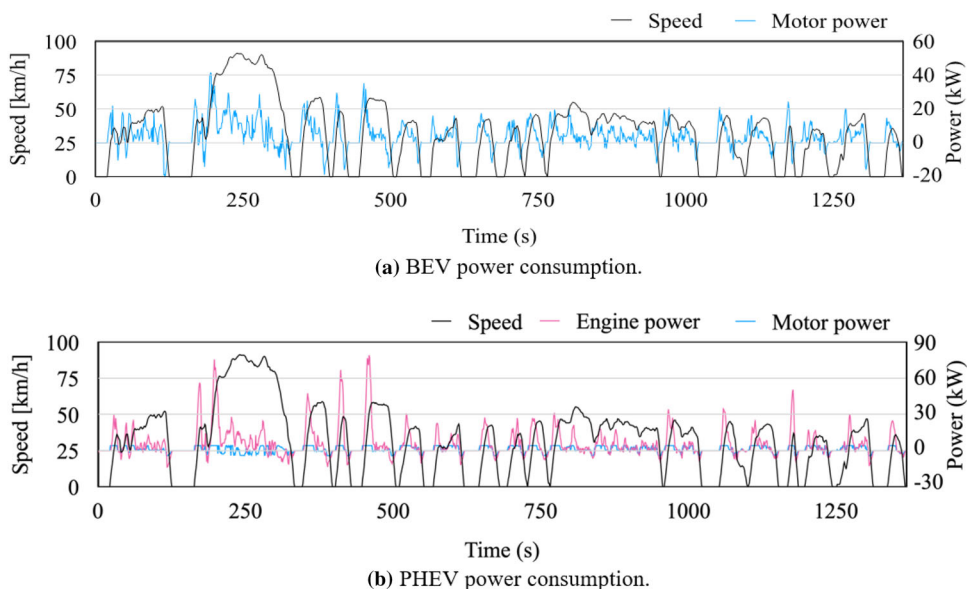 Speed Motor power
100 60
75 40
50 20
25 0
0 -20
Speed [km/h]
Power (kW)
0 250 500 750 1000 1250
Time (s)
(a) BEV power consumption.
Speed Engine power Motor power
100 90
75 60
50 30
25 0
0 -30
Speed [km/h]
Power (kW)
0 250 500 750 1000 1250
Time (s)
(b) PHEV power consumption.